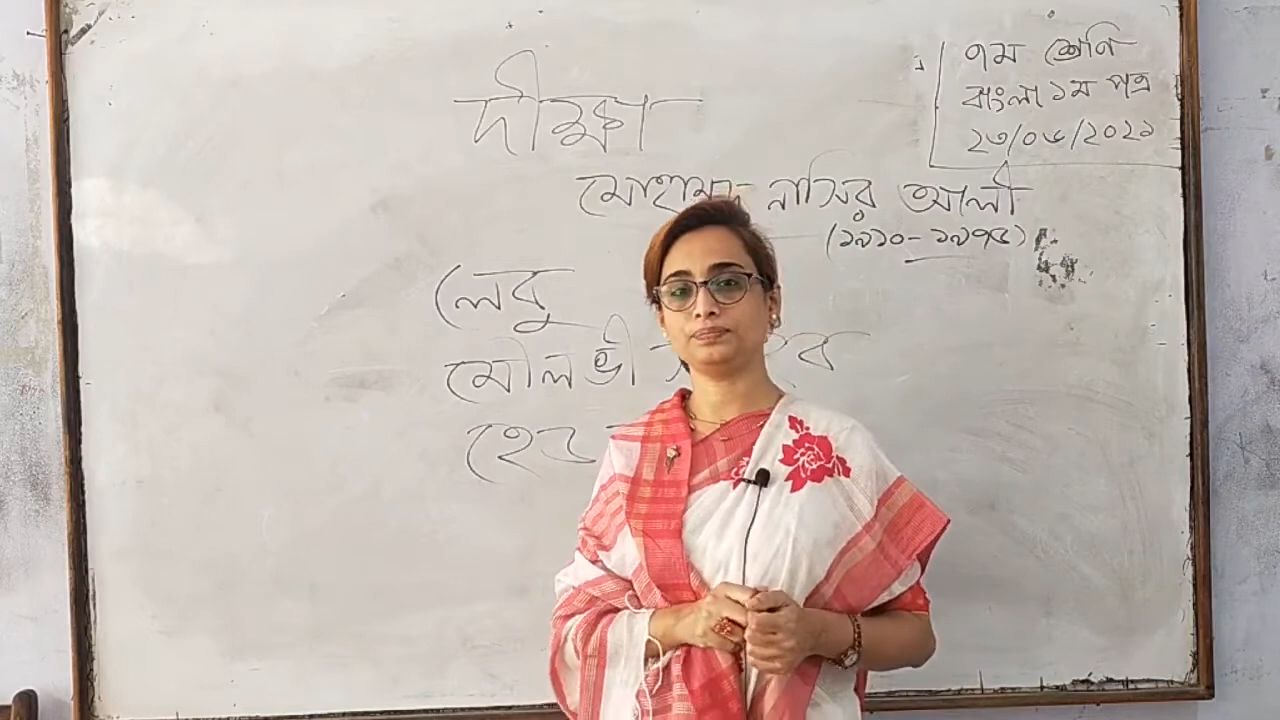 ৭ম শ্রেণি
বাংলা ১ম পত্র
২৩/০৬/২০২১
দীক্ষা
মোহাম্মদ নাসির আলী
(১৯১০-১৯৭৫)
লেবু
মৌলভী